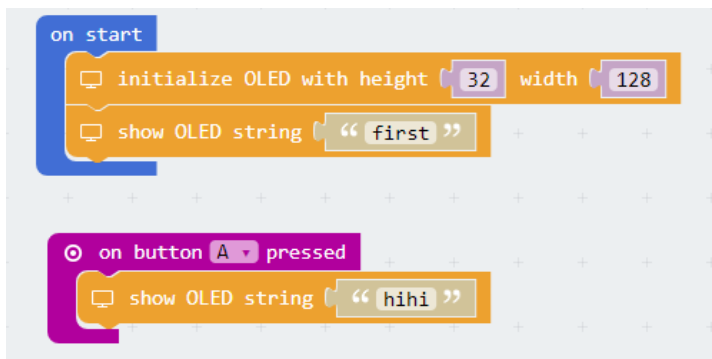 on start
initialize OLED with height 32 width 128
show OLED string “ first ”
on button A pressed
show OLED string “ hihi ”